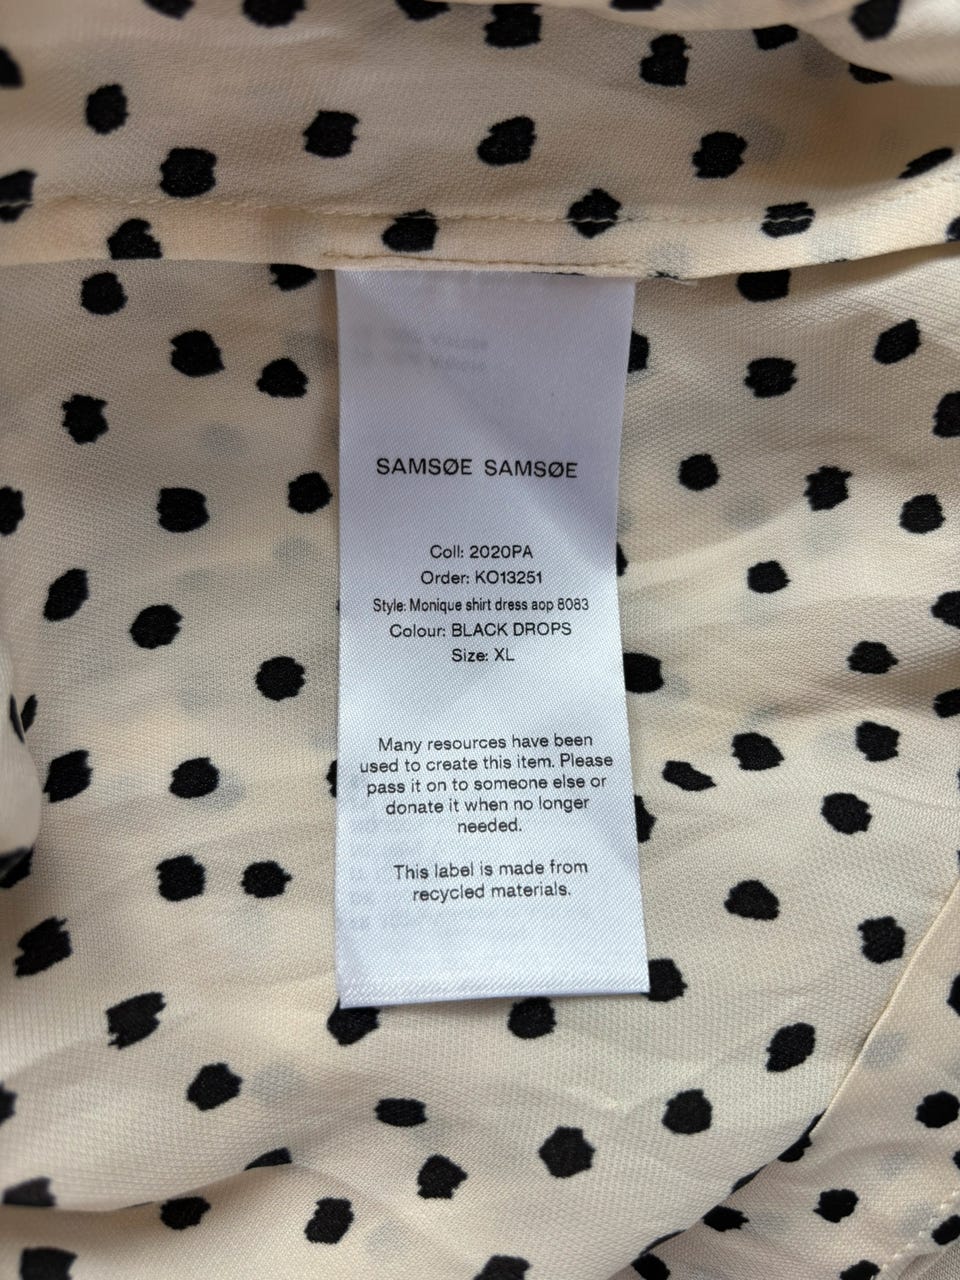 SAMSØE SAMSØE
Coll: 2020PA
Order: KO13251
Style: Monique shirt dress aop 8083
Colour: BLACK DROPS
Size: XL
Many resources have been
used to create this item. Please
pass it on to someone else or
donate it when no longer
needed.
This label is made from
recycled materials.